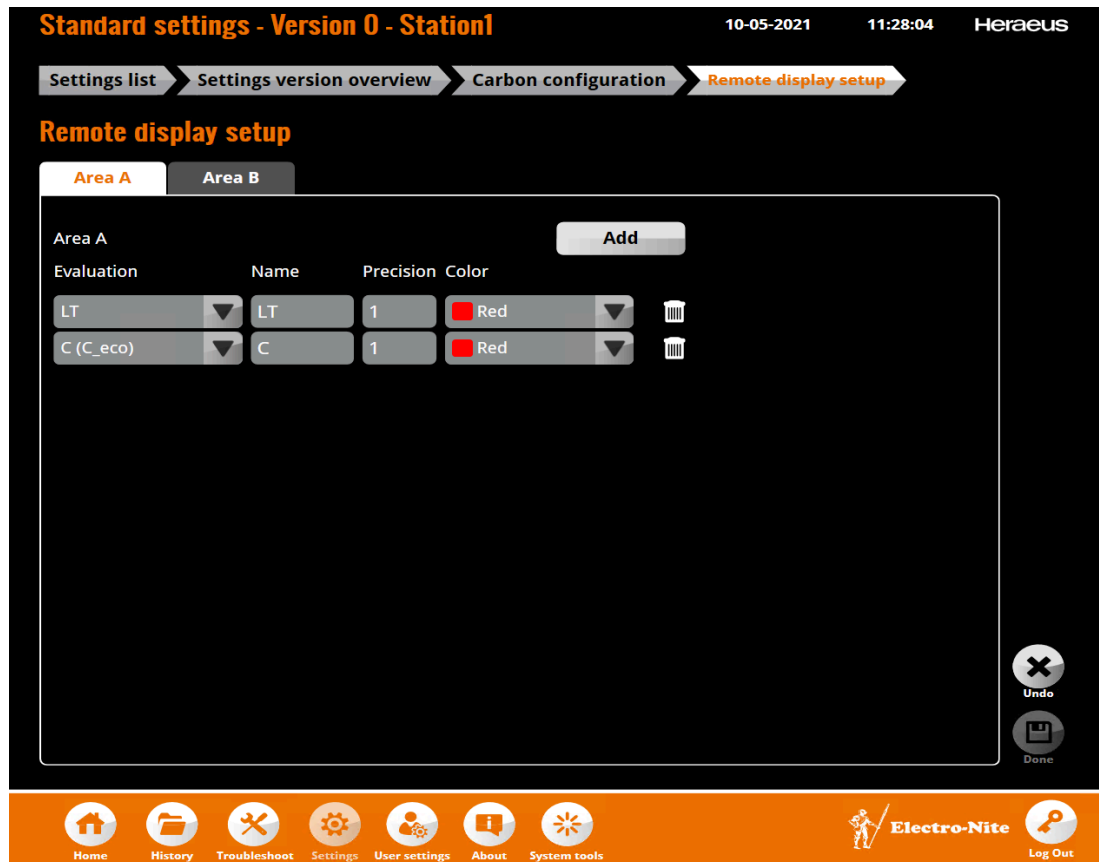 Standard settings - Version 0 - Station1 10-05-2021 11:28:04 Heraeus
Settings list Settings version overview Carbon configuration Remote display setup
Remote display setup
Area A Area B
Area A Add
Evaluation Name Precision Color
LT LT 1 Red
C (C_eco) C 1 Red
Undo
Done
Electro-Nite
Home History Troubleshoot Settings User settings About System tools Log Out